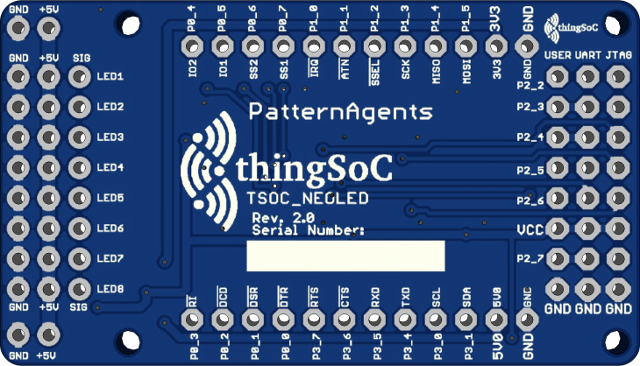 GND +5V
P0_4 P0_5 P0_6 P0_7 P1_0 P1_1 P1_2 P1_3 P1_4 P1_5 3V3 GND
thingSoC
IO2 IO1 SS2 SS1 IRQ ATN SSEL SCK MISO MOSI 3V3 GND
GND +5V SIG
USER UART JTAG
LED1
LED2
LED3
LED4
LED5
LED6
LED7
LED8
GND +5V SIG
GND +5V
PatternAgents
thingSoC
TSOC_NEOLED
Rev. 2.0
Serial Number:
P2_2
P2_3
P2_4
P2_5
P2_6
VCC
P2_7
GND GND GND
RI DCD DSR DTR RTS CTS RXD TXD SCL SDA 5V0 GND
P0_3 P0_2 P0_1 P0_0 P3_7 P3_6 P3_5 P3_4 P3_0 P3_1 5V0 GND